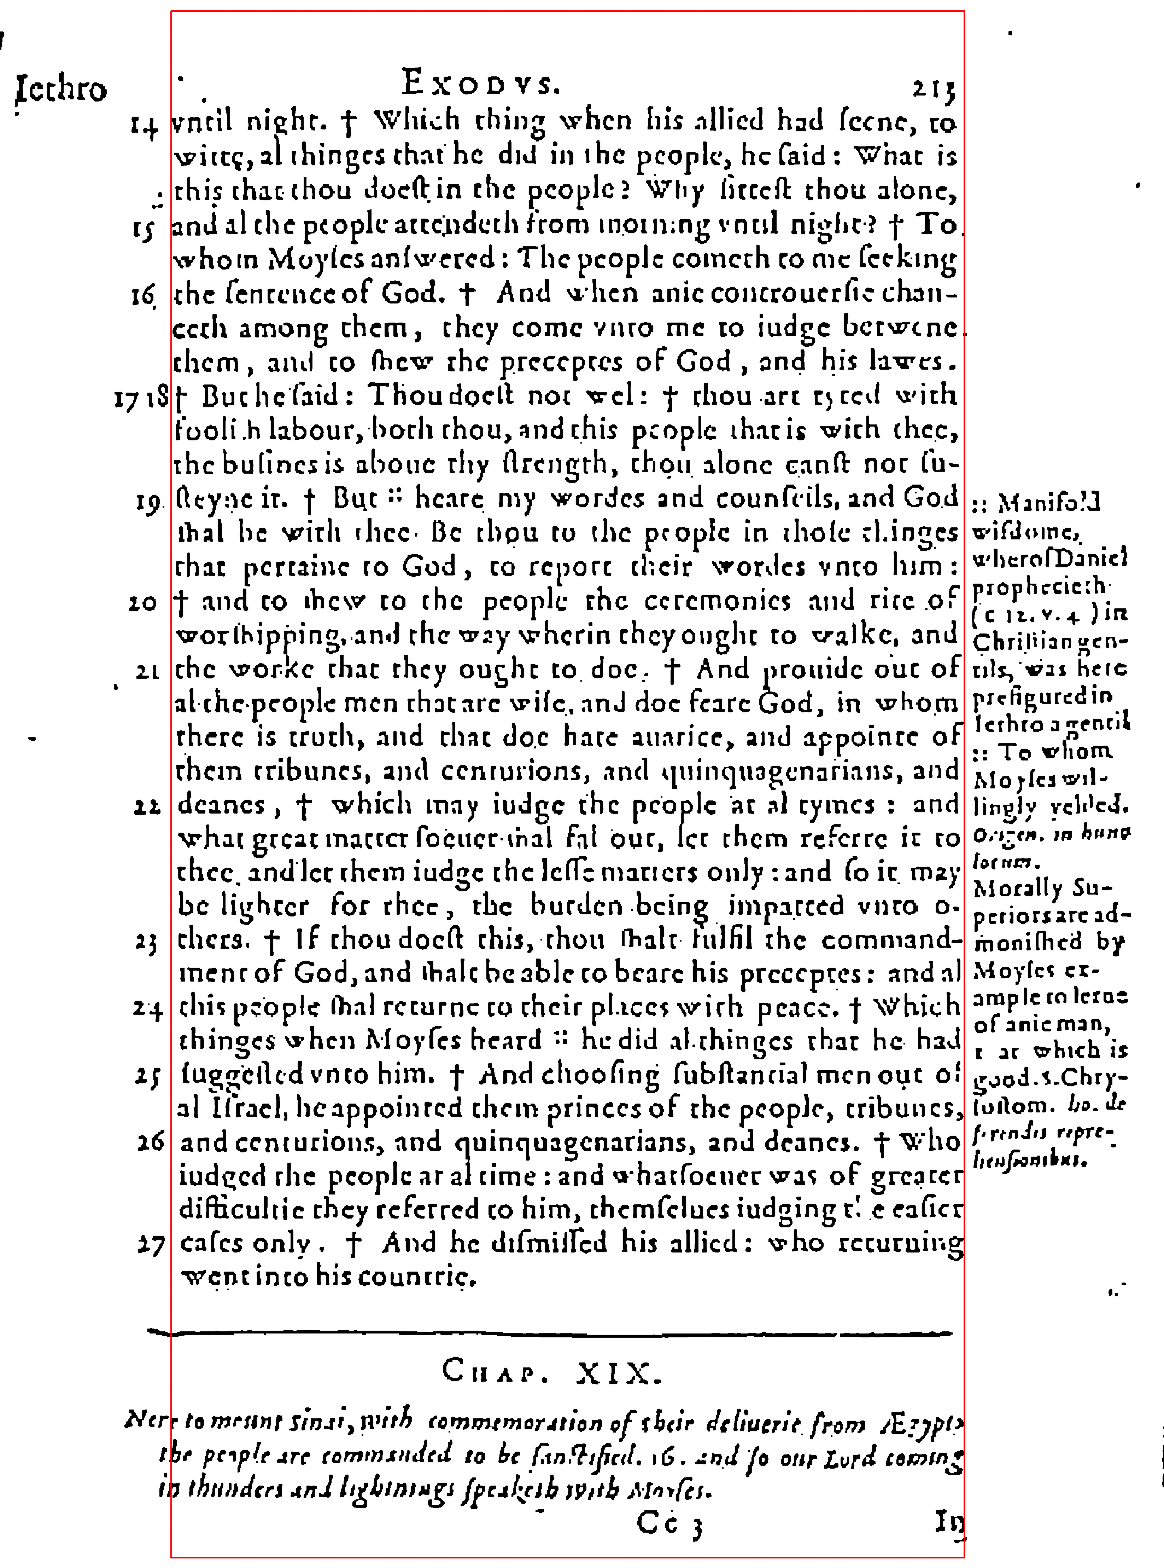 Iethro EXODVS. 213
14 vntil night. † Which thing when his allied had ſeene, to
witte, al thinges that he did in the people, he ſaid: What is
this that thou doeſt in the people? Why ſitteſt thou alone,
15 and al the people attendeth from morning vntil night? † To
whom Moyſes anſwered: The people cometh to me ſeeking
16 the ſentence of God. † And when anie controuerſie chan-
ceth among them, they come vnto me to iudge betwene
them, and to ſhew the preceptes of God, and his lawes.
17 18 † But he ſaid: Thou doeſt not wel: † thou art tyred with
fooliſh labour, both thou, and this people that is with thee,
the buſines is aboue thy ſtrength, thou alone canſt not ſu-
19 ſteyne it. † But :: heare my wordes and counſeils, and God
ſhal be with thee. Be thou to the people in thoſe thinges
that pertaine to God, to report their wordes vnto him:
20 † and to ſhew to the people the ceremonies and rite of
worſhipping, and the way wherin they ought to walke, and
21 the worke that they ought to doe. † And prouide out of
al the people men that are wiſe, and doe feare God, in whom
there is truth, and that doe hate auarice, and appointe of
them tribunes, and centurions, and quinquagenarians, and
22 deanes, † which may iudge the people at al tymes: and
what great matter ſoeuer ſhal fal out, let them referre it to
thee, and let them iudge the leſſe matters only: and ſo it may
be lighter for thee, the burden being imparted vnto o-
23 thers. † If thou doeſt this, thou ſhalt fulfil the command-
ment of God, and ſhalt be able to beare his preceptes: and al
24 this people ſhal returne to their places with peace. † Which
thinges when Moyſes heard :: he did al thinges that he had
25 ſuggeſted vnto him. † And chooſing ſubſtantial men out of
al Iſrael, he appointed them princes of the people, tribunes,
26 and centurions, and quinquagenarians, and deanes. † Who
iudged the people at al time: and whatſoeuer was of greater
difficultie they referred to him, themſelues iudging the eaſier
27 caſes only. † And he diſmiſſed his allied: who returning
went into his countrie.
:: Manifold
wiſdome,
wherof Daniel
prophecieth
(c 12. v. 4) in
Chriſtian gen-
tils, was here
prefigured in
Iethro a gentil
:: To whom
Moyſes wil-
lingly yelded.
Origen. in hunc
locum.
Morally Su-
periors are ad-
moniſhed by
Moyſes ex-
ample to lerne
of anie man,
that which is
good. S. Chry-
ſoſtom. ho. de
ferendis repre-
henſionibus.
CHAP. XIX.
Nere to mount Sinai, with commemoration of their deliuerie from Ægypt,
the people are commanded to be ſanctified. 16. and ſo our Lord coming
in thunders and lightnings ſpeaketh with Moyſes.
Cc 3 In